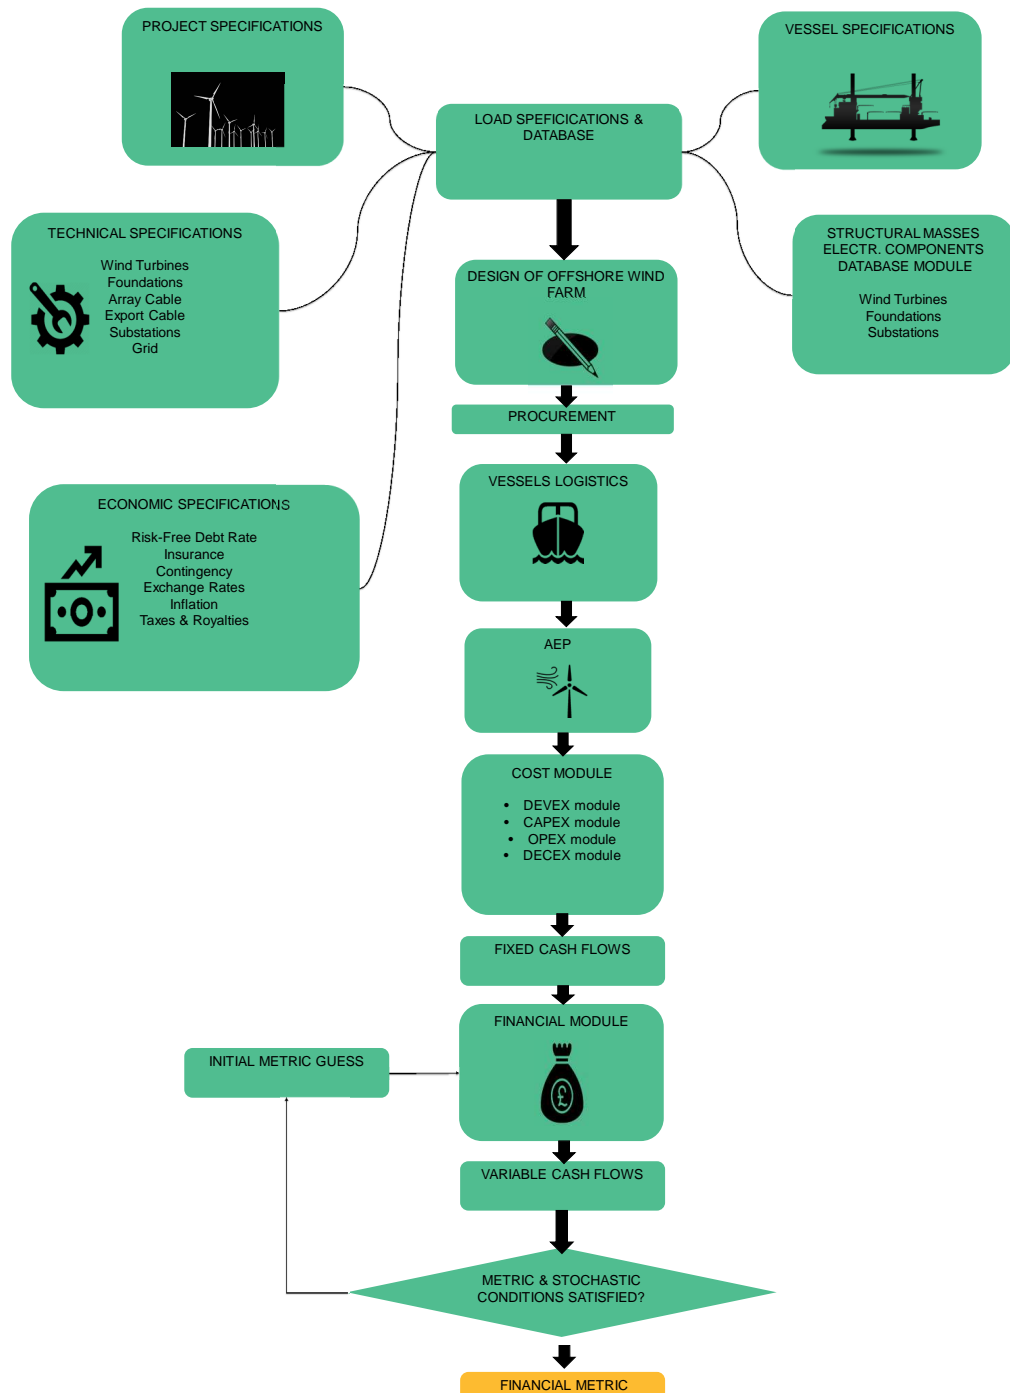 PROJECT SPECIFICATIONS
VESSEL SPECIFICATIONS
LOAD SPEFICICATIONS &
DATABASE
TECHNICAL SPECIFICATIONS
Wind Turbines
Foundations
Array Cable
Export Cable
Substations
Grid
STRUCTURAL MASSES
ELECTR. COMPONENTS
DATABASE MODULE
Wind Turbines
Foundations
Substations
DESIGN OF OFFSHORE WIND
FARM
PROCUREMENT
VESSELS LOGISTICS
ECONOMIC SPECIFICATIONS
Risk-Free Debt Rate
Insurance
Contingency
Exchange Rates
Inflation
Taxes & Royalties
AEP
COST MODULE
• DEVEX module
• CAPEX module
• OPEX module
• DECEX module
FIXED CASH FLOWS
FINANCIAL MODULE
£
INITIAL METRIC GUESS
VARIABLE CASH FLOWS
METRIC & STOCHASTIC
CONDITIONS SATISFIED?
FINANCIAL METRIC